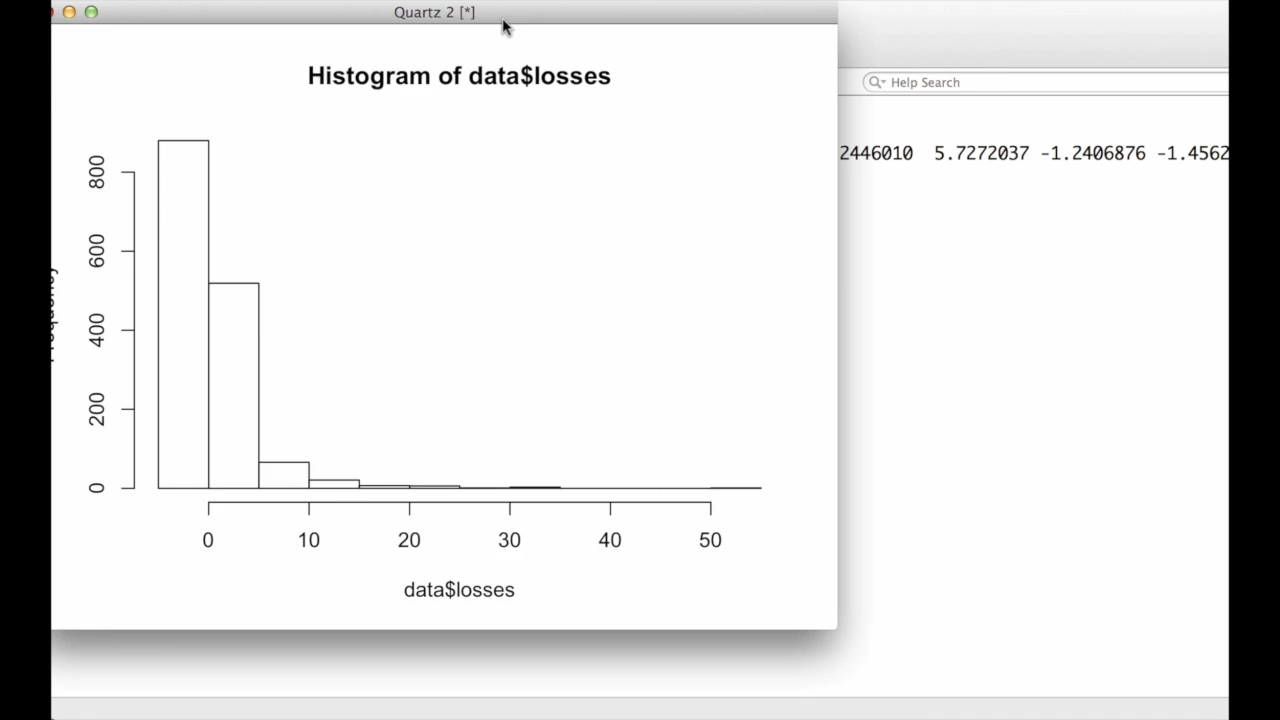 Quartz 2 [*]
Help Search
Histogram of data$losses
2446010 5.7272037 -1.2406876 -1.4562
800
600
400
200
0
0 10 20 30 40 50
data$losses